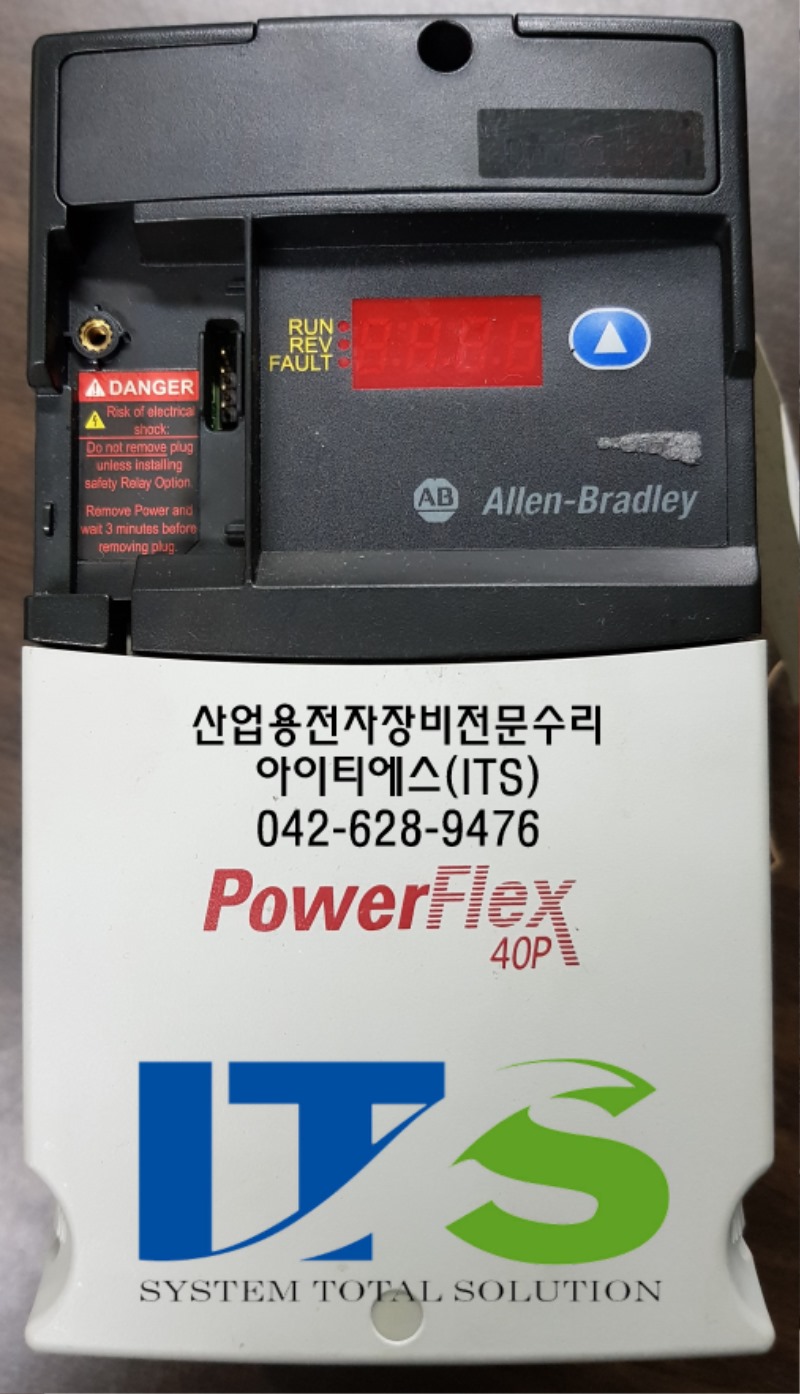 RUN
REV
FAULT
DANGER
Risk of electrical
shock:
Do not remove plug
unless installing
safety Relay Option.
Remove Power and
wait 3 minutes before
removing plug.
AB Allen-Bradley
산업용전자장비전문수리
아이티에스(ITS)
042-628-9476
PowerFlex
40P
ITS
SYSTEM TOTAL SOLUTION